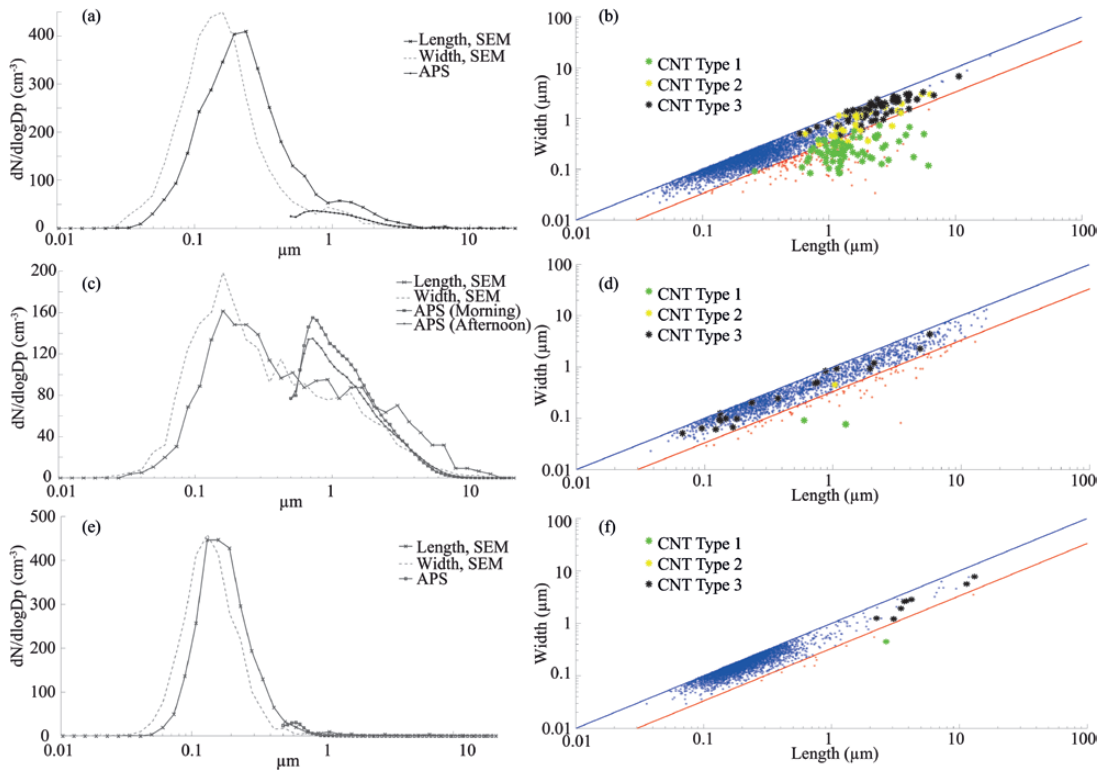 (a)
dN/dlogDp (cm-3)
400
300
200
100
0
Length, SEM
Width, SEM
APS
0.01 0.1 1 10
µm
(b)
Width (µm)
100
10
1
0.1
0.01
CNT Type 1
CNT Type 2
CNT Type 3
0.01 0.1 1 10 1000
Length (µm)
(c)
dN/dlogDp (cm-3)
200
160
120
80
40
0
Length, SEM
Width, SEM
APS (Morning)
APS (Afternoon)
0.01 0.1 1 10
µm
(d)
Width (µm)
100
10
1
0.1
0.01
CNT Type 1
CNT Type 2
CNT Type 3
0.01 0.1 1 10 1000
Length (µm)
(e)
dN/dlogDp (cm-3)
500
400
300
200
100
0
Length, SEM
Width, SEM
APS
0.01 0.1 1 10
µm
(f)
Width (µm)
100
10
1
0.1
0.01
CNT Type 1
CNT Type 2
CNT Type 3
0.01 0.1 1 10 100
Length (µm)